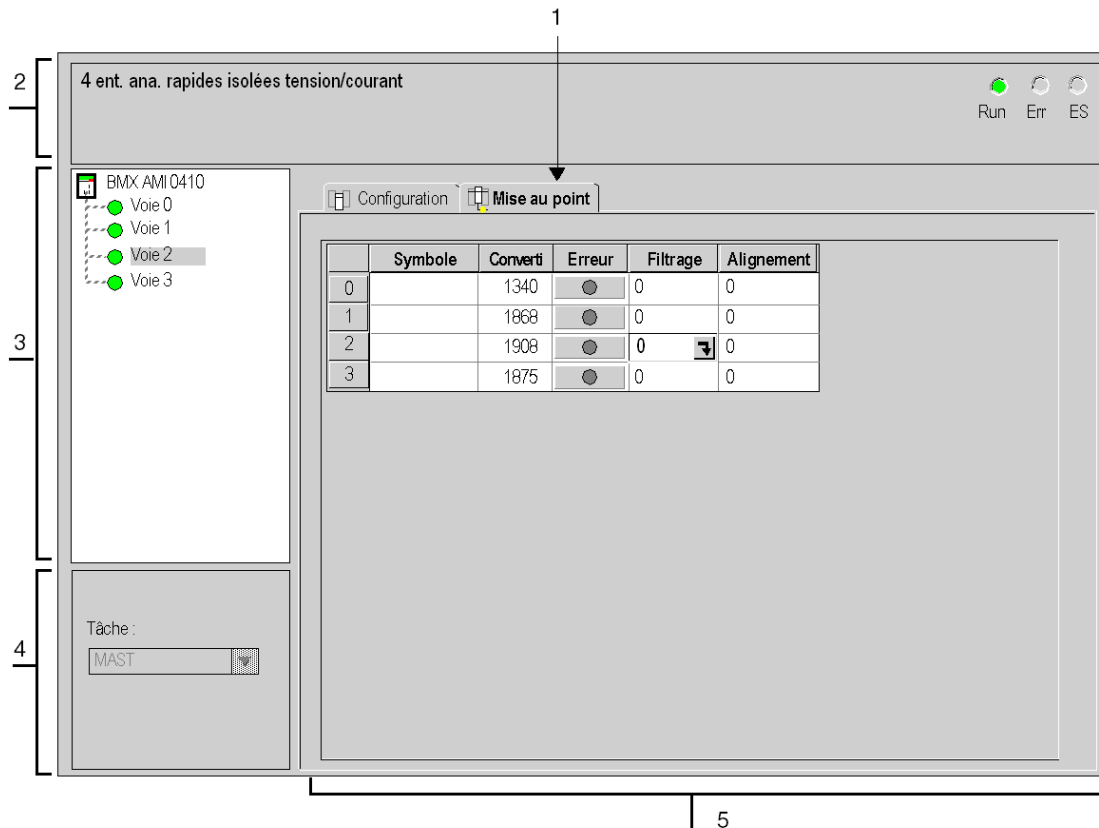 1
2
4 ent. ana. rapides isolées tension/courant
Run Err ES
3
BMX AMI 0410
Voie 0
Voie 1
Voie 2
Voie 3
Configuration Mise au point
Symbole Converti Erreur Filtrage Alignement
0 1340 0 0
1 1868 0 0
2 1908 0 0
3 1875 0 0
4
Tâche :
MAST
5